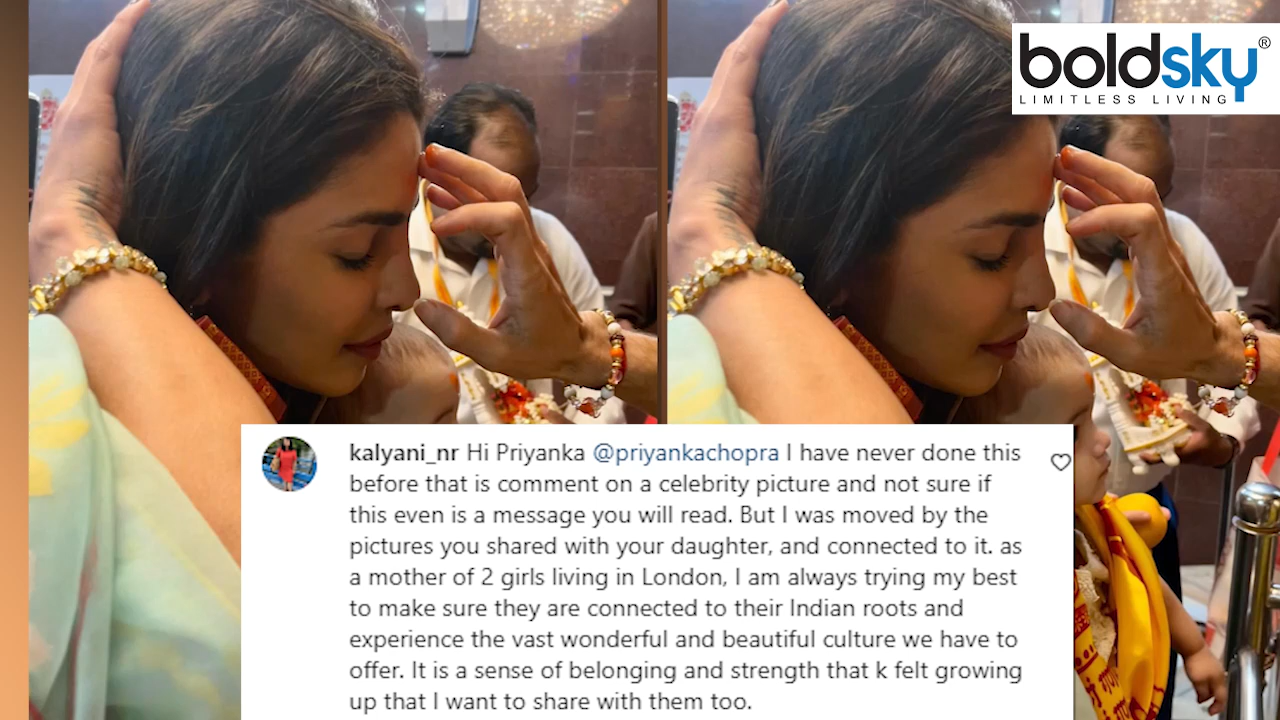 boldsky®
LIMITLESS LIVING
kalyani_nr Hi Priyanka @priyankachopra I have never done this
before that is comment on a celebrity picture and not sure if
this even is a message you will read. But I was moved by the
pictures you shared with your daughter, and connected to it. as
a mother of 2 girls living in London, I am always trying my best
to make sure they are connected to their Indian roots and
experience the vast wonderful and beautiful culture we have to
offer. It is a sense of belonging and strength that k felt growing
up that I want to share with them too.